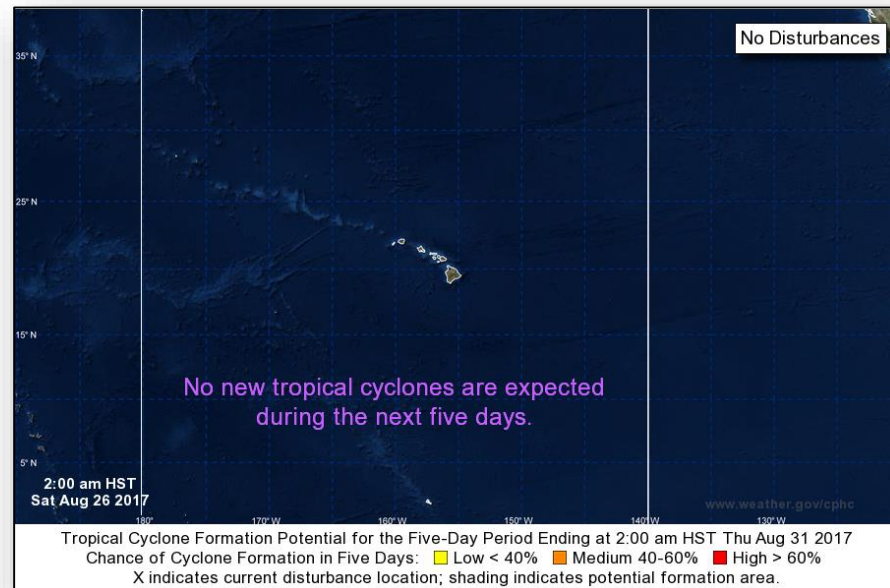 No Disturbances
35° N
25° N
15° N
No new tropical cyclones are expected
during the next five days.
5° N
2:00 am HST
Sat Aug 26 2017
www.weather.gov/cphc
180° 170° W 160° W 150° W 140° W 130° W
Tropical Cyclone Formation Potential for the Five-Day Period Ending at 2:00 am HST Thu Aug 31 2017
Chance of Cyclone Formation in Five Days: Low < 40% Medium 40-60% High > 60%
X indicates current disturbance location; shading indicates potential formation area.